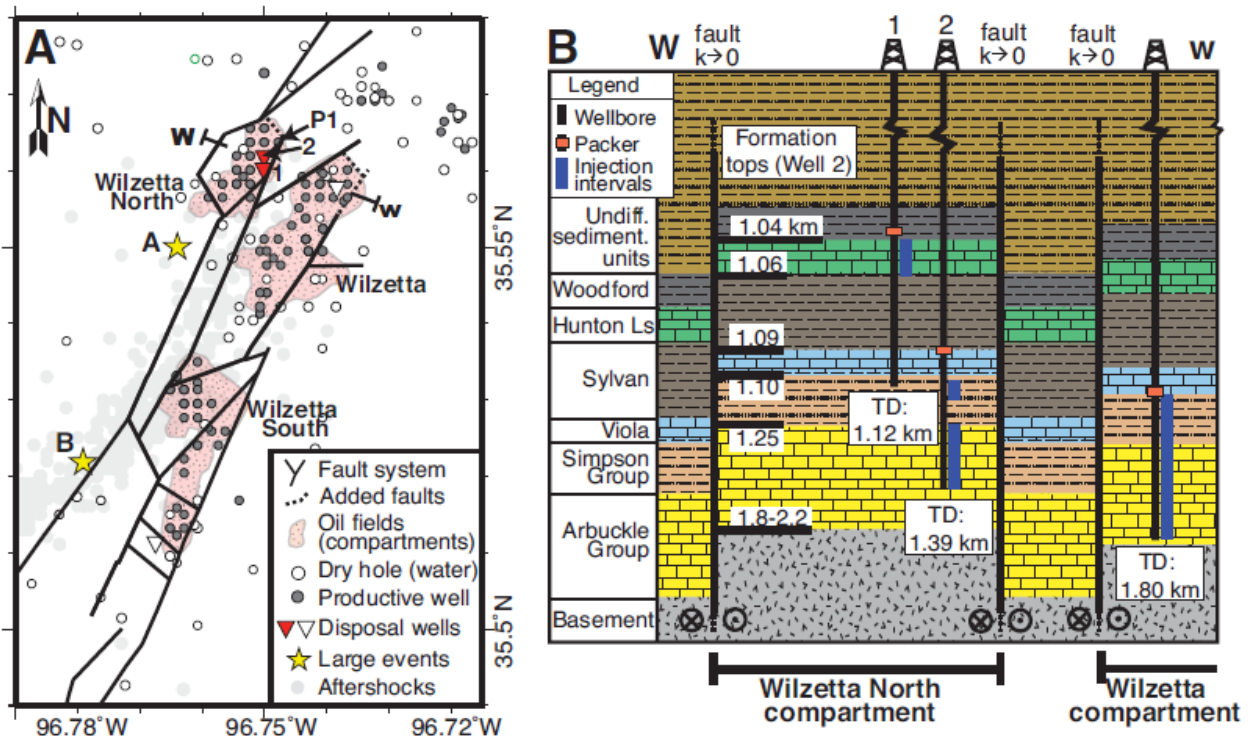 A
N
P1
W
2
1
Wilzetta
North
w
A
35.55˚N
Wilzetta
Wilzetta
South
B
Fault system
Added faults
Oil fields
(compartments)
Dry hole (water)
Productive well
Disposal wells
Large events
Aftershocks
35.5˚N
96.78˚W
96.75˚W
96.72˚W
B
W
fault
k→0
1
2
fault
k→0
fault
k→0
w
Legend
Wellbore
Packer
Injection
intervals
Formation
tops (Well 2)
Undiff.
sediment.
units
1.04 km
1.06
Woodford
Hunton Ls
1.09
Sylvan
1.10
TD:
1.12 km
Viola
1.25
Simpson
Group
Arbuckle
Group
1.8-2.2
TD:
1.39 km
TD:
1.80 km
Basement
Wilzetta North
compartment
Wilzetta
compartment